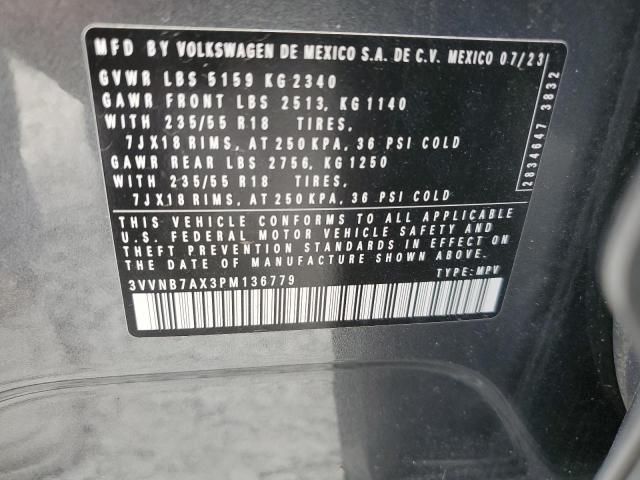 MFD BY VOLKSWAGEN DE MEXICO S.A. DE C.V. MEXICO 07/23
GVWR LBS 5159 KG 2340
GAWR FRONT LBS 2513, KG 1140
WITH 235/55 R18 TIRES,
7JX18 RIMS, AT 250 KPA, 36 PSI COLD
GAWR REAR LBS 2756, KG 1250
WITH 235/55 R18 TIRES,
7JX18 RIMS, AT 250 KPA, 36 PSI COLD
THIS VEHICLE CONFORMS TO ALL APPLICABLE
U.S. FEDERAL MOTOR VEHICLE SAFETY AND
THEFT PREVENTION STANDARDS IN EFFECT
ON THE DATE OF MANUFACTURE SHOWN ABOVE.
3VVNB7AX3PM136779 TYPE: MPV
2834647 3832